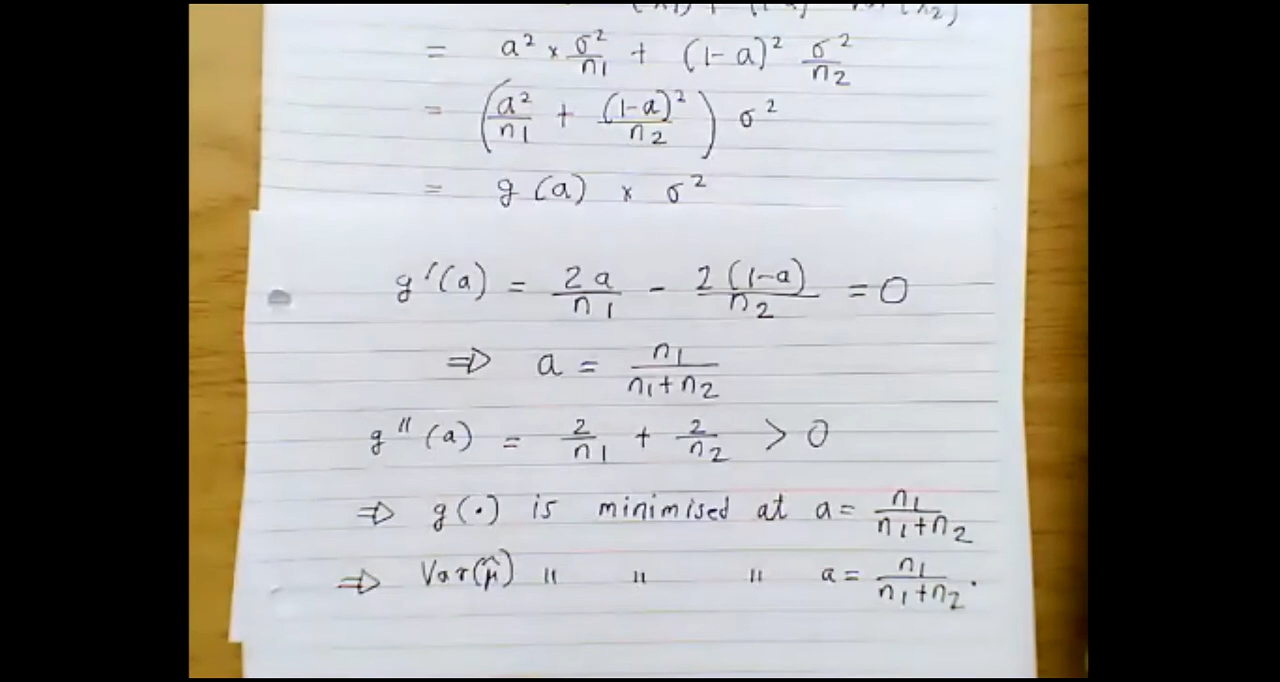 = a² × σ²/n₁ + (1-a)² σ²/n₂
= (a²/n₁ + (1-a)²/n₂) σ²
= g(a) × σ²
g'(a) = 2a/n₁ - 2(1-a)/n₂ = 0
⇒ a = n₁/n₁+n₂
g"(a) = 2/n₁ + 2/n₂ > 0
⇒ g(·) is minimised at a = n₁/n₁+n₂
⇒ Var(μ̂) " " " a = n₁/n₁+n₂.